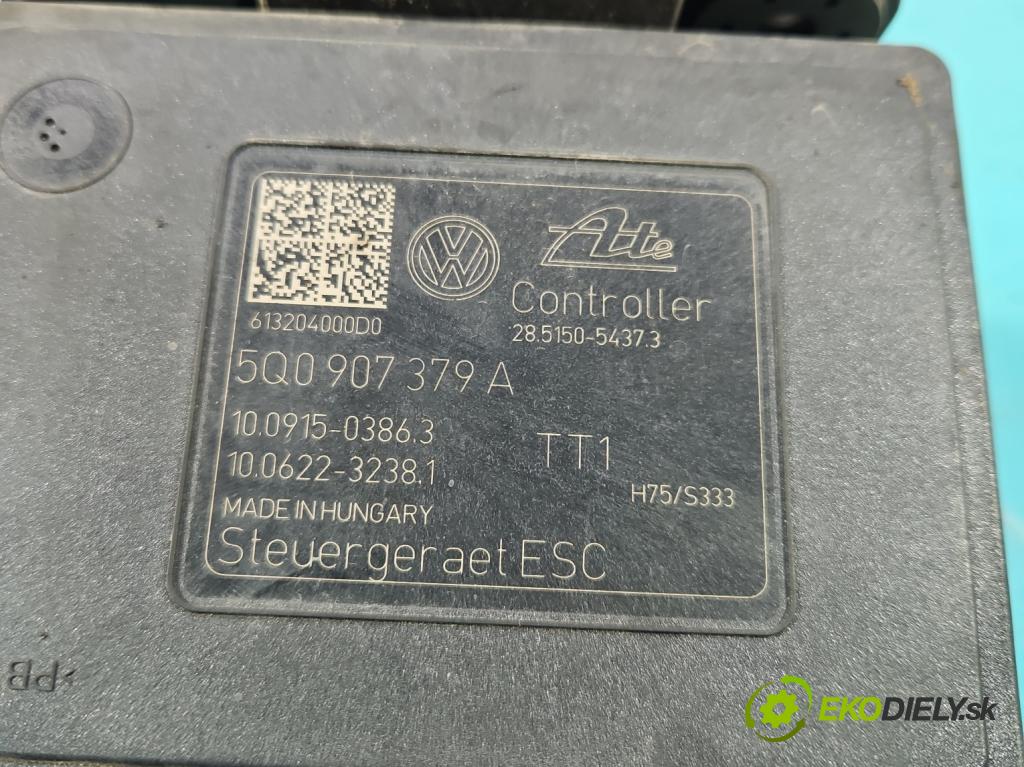 Ate
Controller
28.5150-5437.3
613204000D0
5Q0 907 379 A
10.0915-0386.3
10.0622-3238.1
TT1
H75/S333
MADE IN HUNGARY
Steuergeraet ESC
>PB
EKODIELY.sk